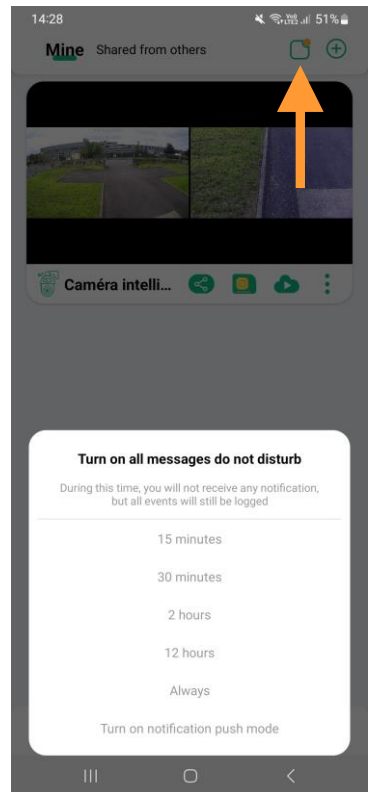 14:28 Vo) LTE2 51%
Mine Shared from others
Caméra intelli...
Turn on all messages do not disturb
During this time, you will not receive any notification,
but all events will still be logged
15 minutes
30 minutes
2 hours
12 hours
Always
Turn on notification push mode